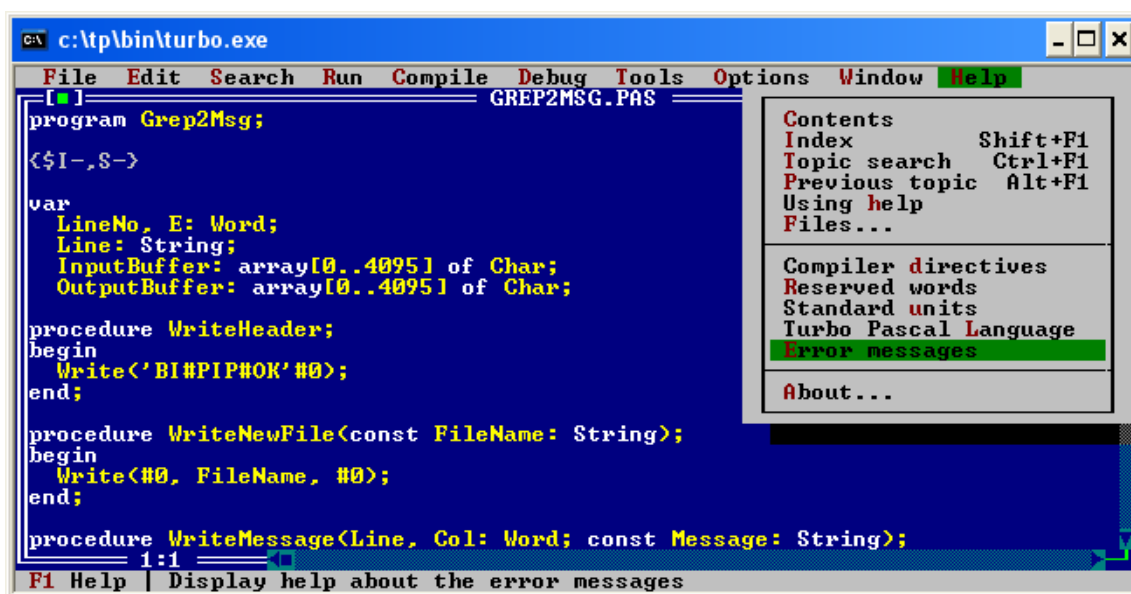 c:\tp\bin\turbo.exe
File Edit Search Run Compile Debug Tools Options Window Help
[■] GREP2MSG.PAS
program Grep2Msg;
{$I-,S-}
var
LineNo, E: Word;
Line: String;
InputBuffer: array[0..4095] of Char;
OutputBuffer: array[0..4095] of Char;
procedure WriteHeader;
begin
Write('BI#PIP#OK'#0);
end;
procedure WriteNewFile(const FileName: String);
begin
Write(#0, FileName, #0);
end;
procedure WriteMessage(Line, Col: Word; const Message: String);
1:1
Contents
Index Shift+F1
Topic search Ctrl+F1
Previous topic Alt+F1
Using help
Files...
Compiler directives
Reserved words
Standard units
Turbo Pascal Language
Error messages
About...
F1 Help | Display help about the error messages